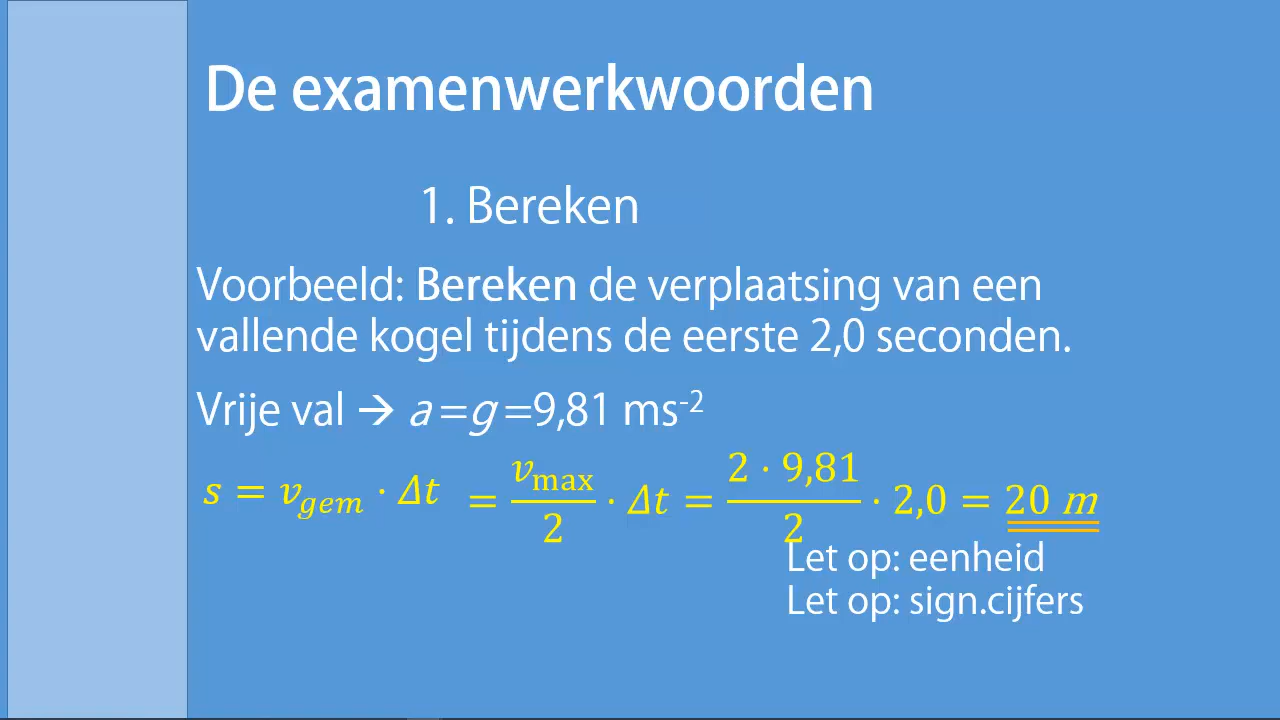 De examenwerkwoorden
1. Bereken
Voorbeeld: Bereken de verplaatsing van een
vallende kogel tijdens de eerste 2,0 seconden.
Vrije val → a=g=9,81 ms⁻²
s = v_gem · Δt = v_max/2 · Δt = 2 · 9,81/2 · 2,0 = 20 m
Let op: eenheid
Let op: sign.cijfers